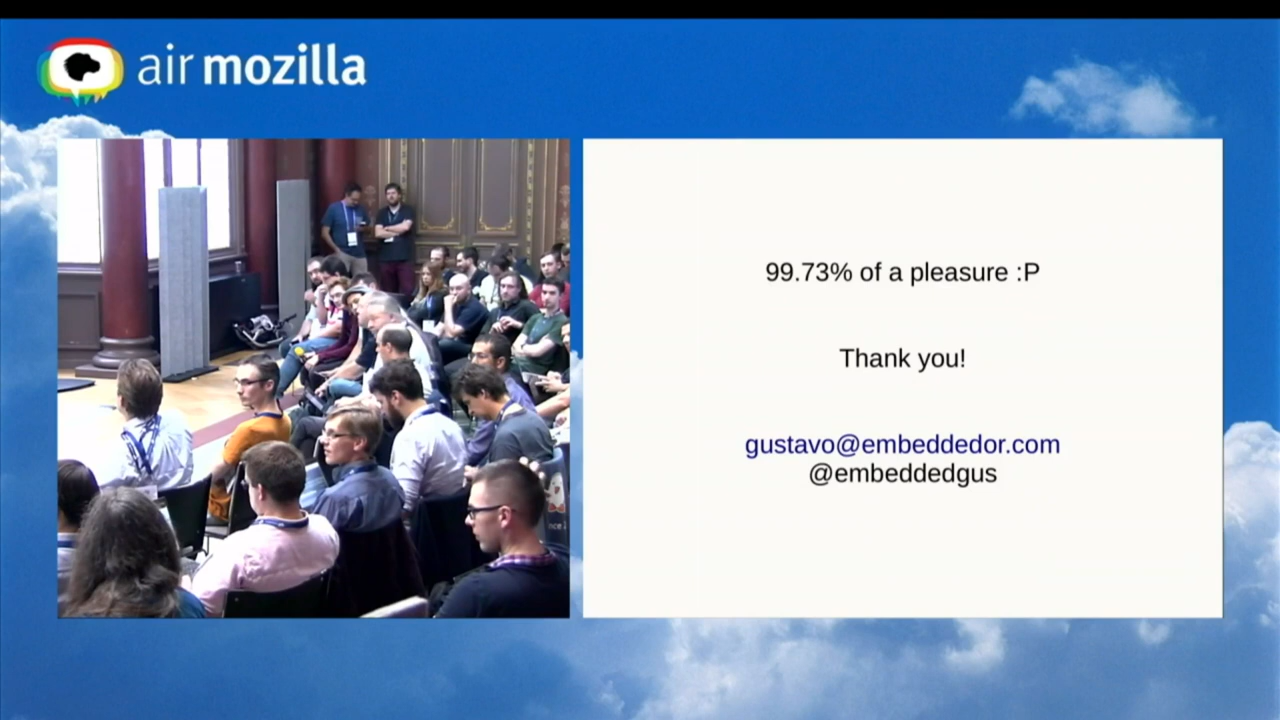 air mozilla
99.73% of a pleasure :P
Thank you!
gustavo@embeddedor.com
@embeddedgus